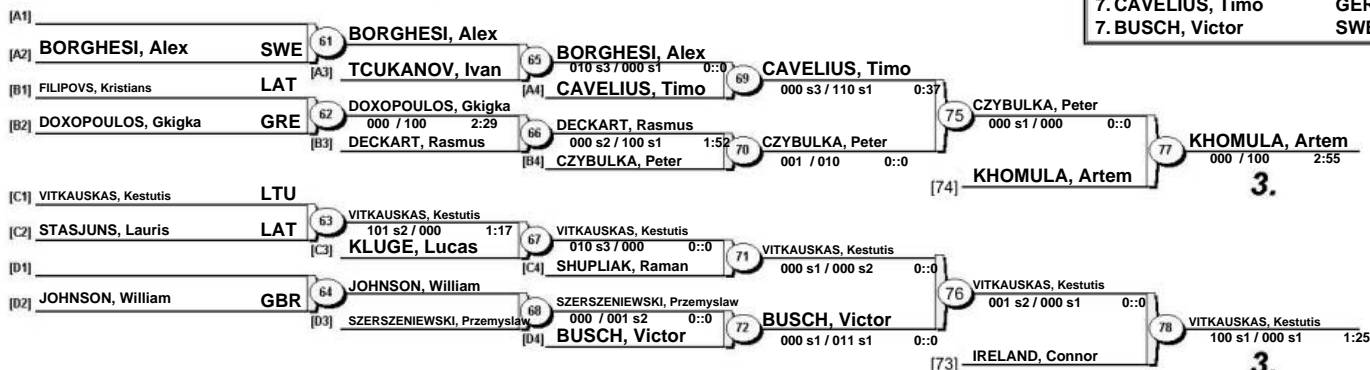 7. CAVELIUS, Timo GER
7. BUSCH, Victor SWE
[A1]
[A2] BORGHESI, Alex SWE
61 BORGHESI, Alex
[A3] TCUKANOV, Ivan
65 BORGHESI, Alex
010 s3 / 000 s1 0::0
[A4] CAVELIUS, Timo
69 CAVELIUS, Timo
000 s3 / 110 s1 0:37
[B1] FILIPOVS, Kristians LAT
[B2] DOXOPOULOS, Gkigka GRE
62 DOXOPOULOS, Gkigka
000 / 100 2:29
[B3] DECKART, Rasmus
66 DECKART, Rasmus
000 s2 / 100 s1 1:52
[B4] CZYBULKA, Peter
70 CZYBULKA, Peter
001 / 010 0::0
75 CZYBULKA, Peter
000 s1 / 000 0::0
[74] KHOMULA, Artem
77 KHOMULA, Artem
000 / 100 2:55
3.
[C1] VITKAUSKAS, Kestutis LTU
[C2] STASJUNS, Lauris LAT
63 VITKAUSKAS, Kestutis
101 s2 / 000 1:17
[C3] KLUGE, Lucas
67 VITKAUSKAS, Kestutis
010 s3 / 000 0::0
[C4] SHUPLIAK, Raman
71 VITKAUSKAS, Kestutis
000 s1 / 000 s2 0::0
[D1]
[D2] JOHNSON, William GBR
64 JOHNSON, William
[D3] SZERSZENIEWSKI, Przemyslaw
68 SZERSZENIEWSKI, Przemyslaw
000 / 001 s2 0::0
[D4] BUSCH, Victor
72 BUSCH, Victor
000 s1 / 011 s1 0::0
76 VITKAUSKAS, Kestutis
001 s2 / 000 s1 0::0
[73] IRELAND, Connor
78 VITKAUSKAS, Kestutis
100 s1 / 000 s1 1:25
3.